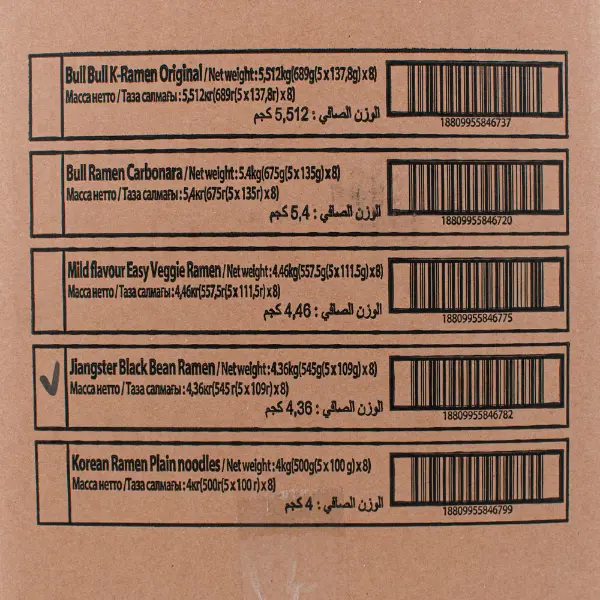 Bull Bull K-Ramen Original / Net weight : 5,512kg(689g(5 x 137,8g) x 8)
Масса нетто / Таза салмағы : 5,512кг(689г(5 x 137,8г) x 8)
الوزن الصافي : 5,512 كجم
18809955846737
Bull Ramen Carbonara / Net weight : 5.4kg(675g(5 x 135g) x 8)
Масса нетто / Таза салмағы : 5,4кг(675г(5 x 135г) x 8)
الوزن الصافي : 5,4 كجم
18809955846720
Mild flavour Easy Veggie Ramen / Net weight : 4.46kg(557.5g(5 x 111.5g) x 8)
Масса нетто / Таза салмағы : 4,46кг(557,5г(5 x 111,5г) x 8)
الوزن الصافي : 4,46 كجم
18809955846775
Jiangster Black Bean Ramen / Net weight : 4.36kg(545g(5 x 109g) x 8)
Масса нетто / Таза салмағы : 4,36кг(545 г(5 x 109г) x 8)
الوزن الصافي : 4,36 كجم
18809955846782
Korean Ramen Plain noodles / Net weight : 4kg(500g(5 x 100 g) x 8)
Масса нетто / Таза салмағы : 4кг(500г(5 x 100 г) x 8)
الوزن الصافي : 4 كجم
18809955846799